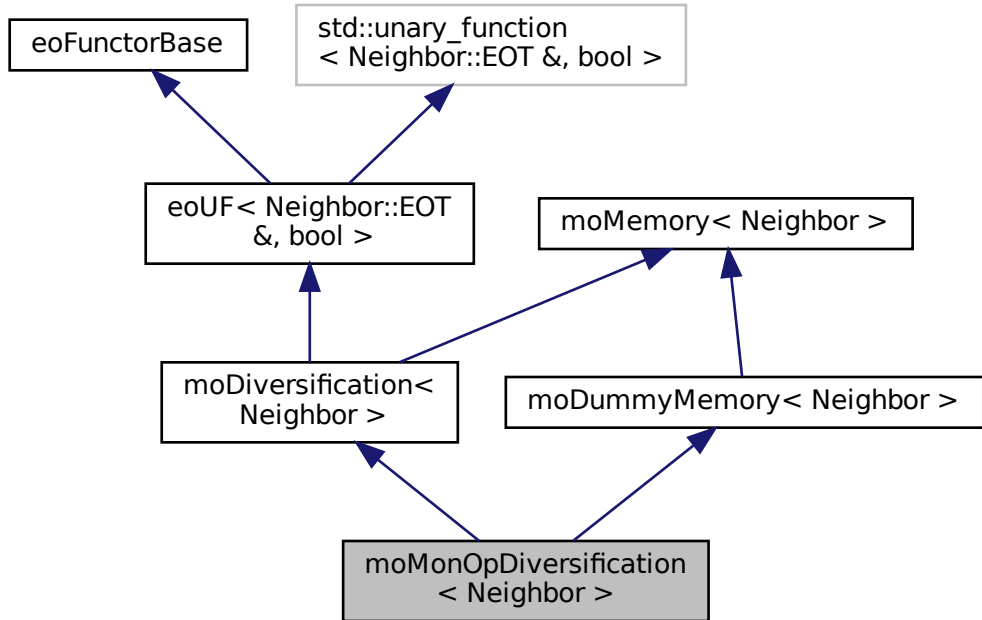 eoFunctorBase
std::unary_function
< Neighbor::EOT &, bool >
eoUF< Neighbor::EOT
&, bool >
moMemory< Neighbor >
moDiversification<
Neighbor >
moDummyMemory< Neighbor >
moMonOpDiversification
< Neighbor >